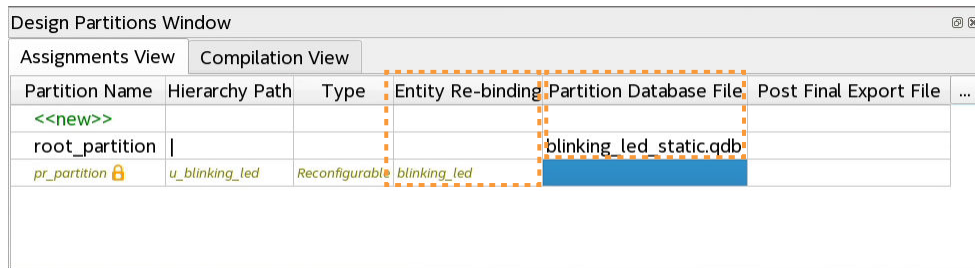 Design Partitions Window
Assignments View Compilation View
Partition Name Hierarchy Path Type Entity Re-binding Partition Database File Post Final Export File ...
<<new>>
root_partition | blinking_led_static.qdb
pr_partition u_blinking_led Reconfigurable blinking_led